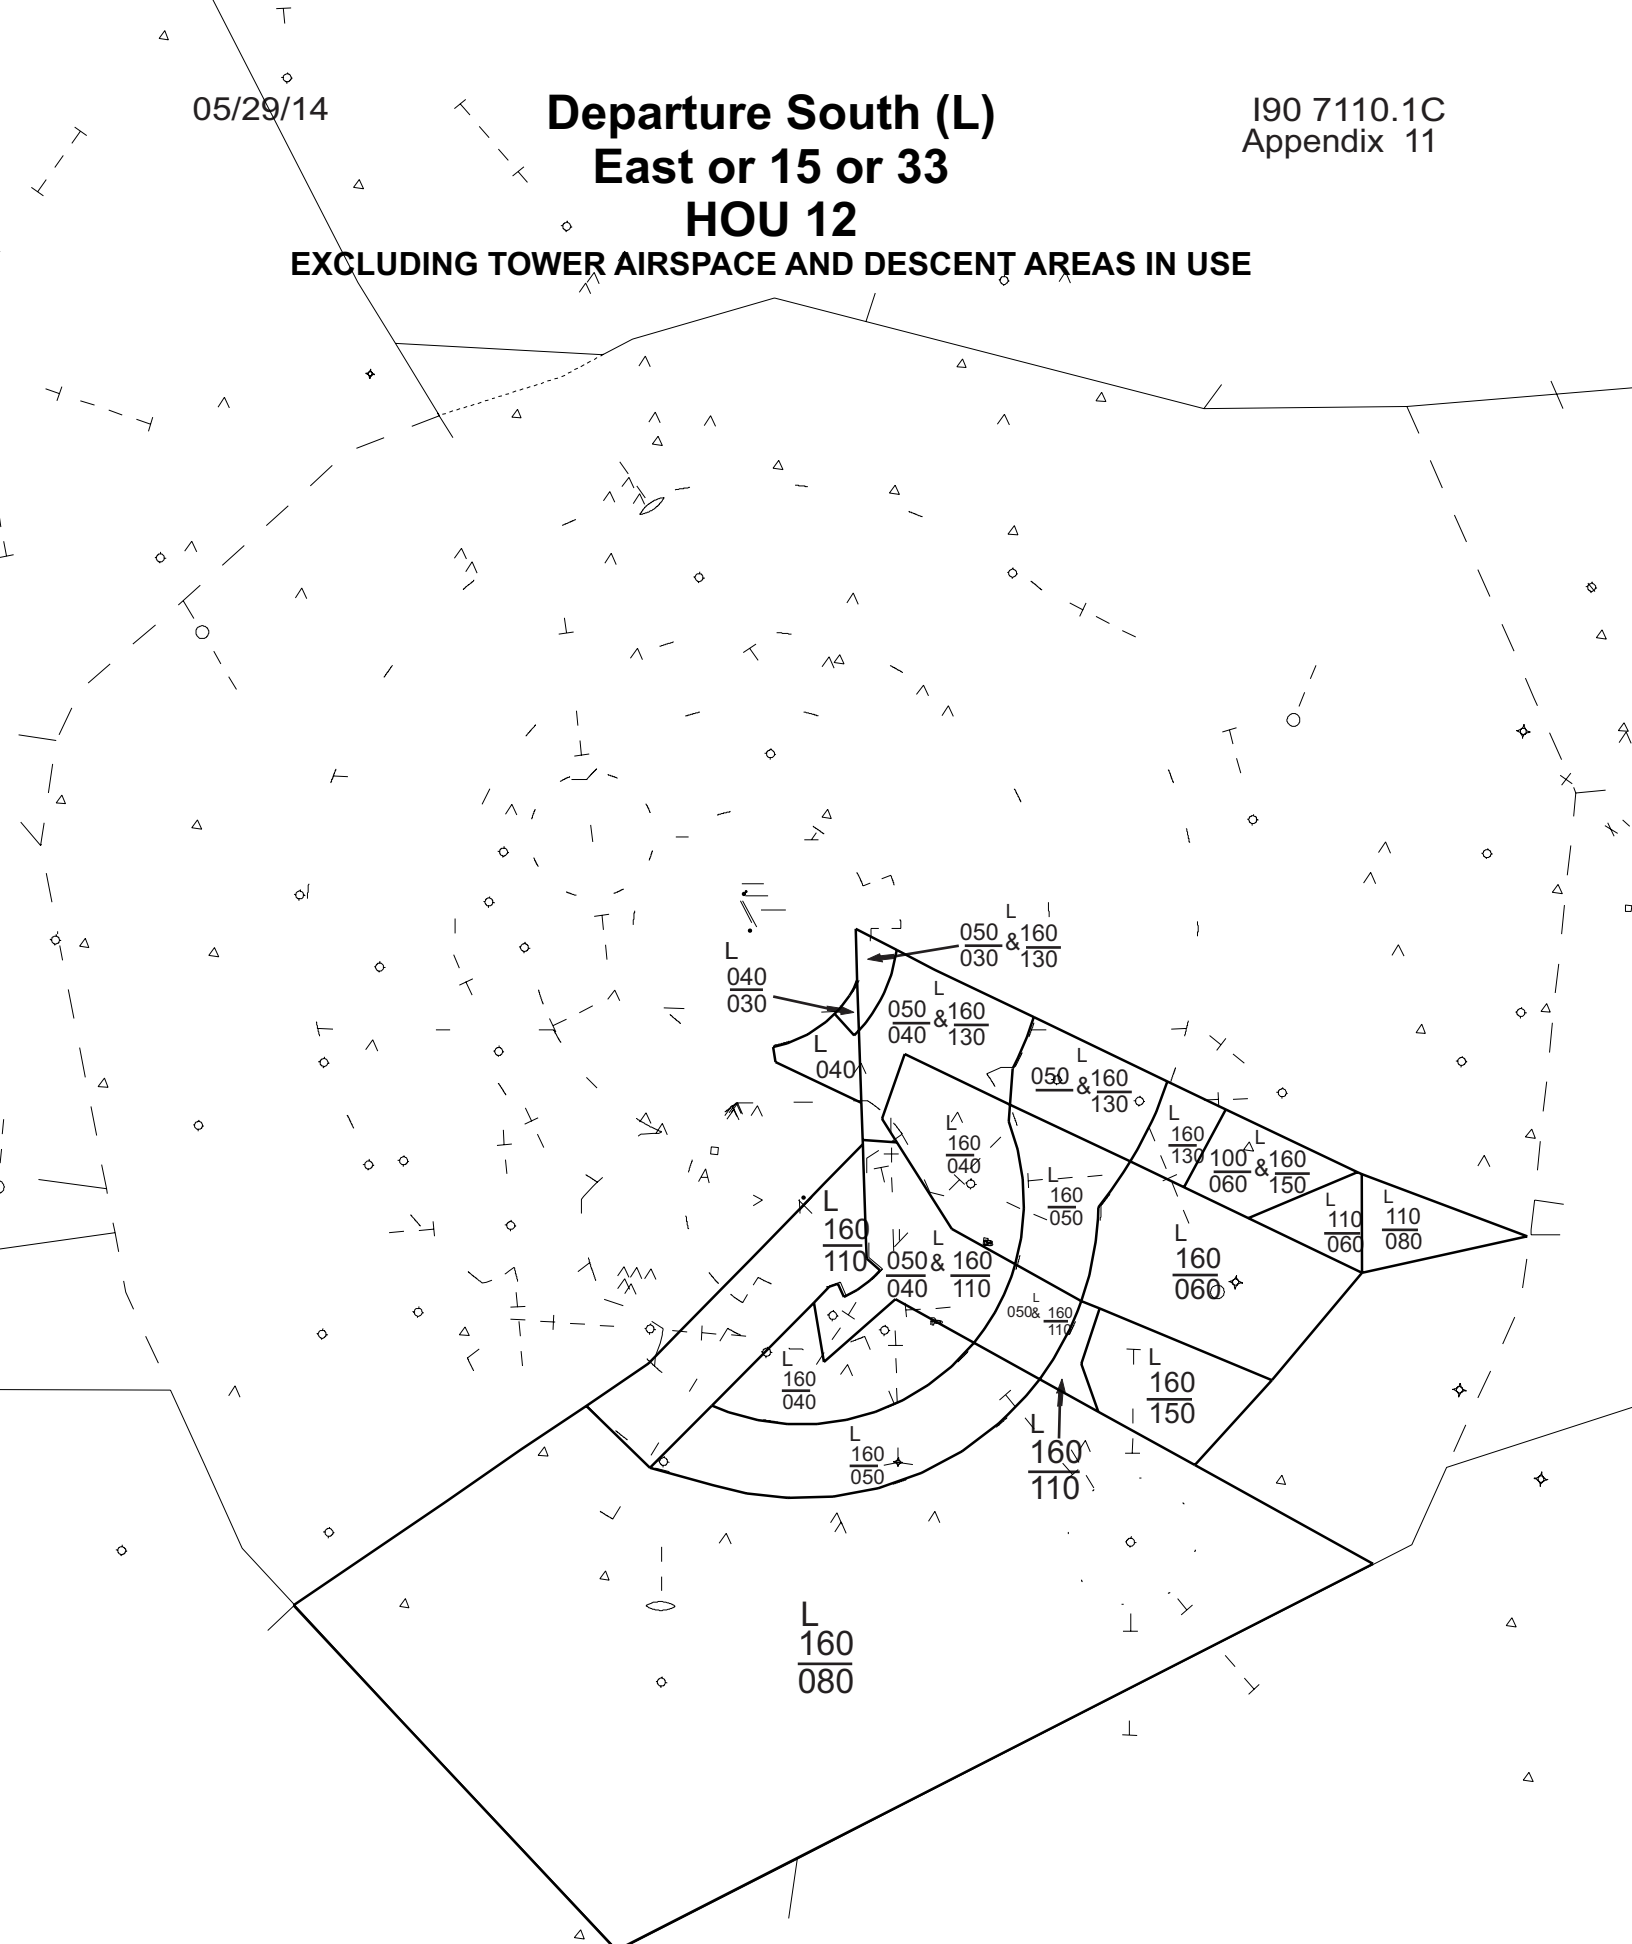 05/29/14
Departure South (L)
I90 7110.1C
Appendix 11
East or 15 or 33
HOU 12
EXCLUDING TOWER AIRSPACE AND DESCENT AREAS IN USE
L
050 & 160
030 130
L
040
030
L
050 & 160
040 130
L
040
L
050 & 160
130
L
160
130
L
100 & 160
060 150
L
160
040
L
160
050
L
110
060
L
110
080
L
160
110
L
050 & 160
040 110
L
160
060
L
050 & 160
110
L
160
040
L
160
150
L
160
050
L
160
110
L
160
080